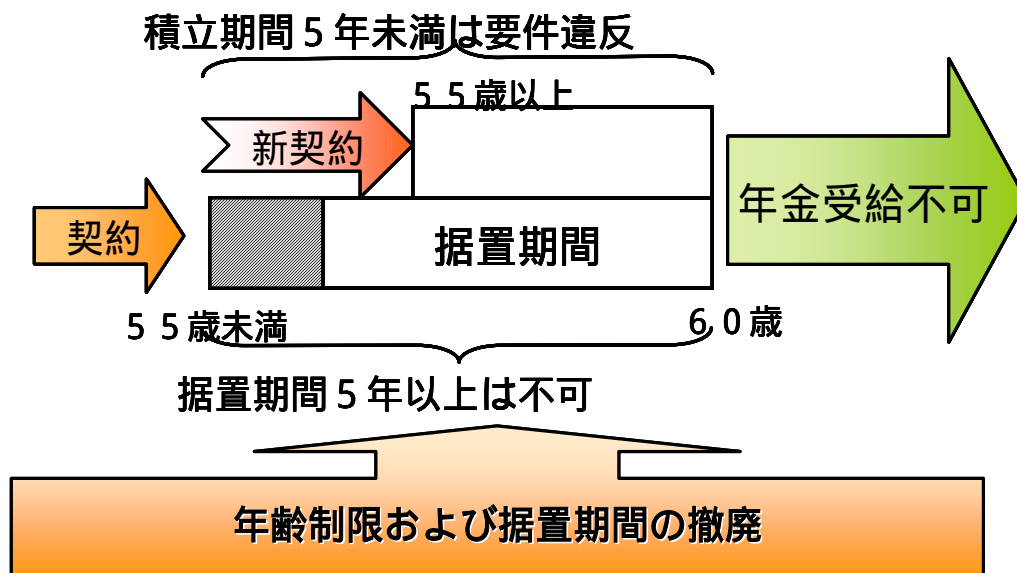 積立期間５年未満は要件違反
５５歳以上
新契約
契約
据置期間
年金受給不可
５５歳未満
６０歳
据置期間５年以上は不可
年齢制限および据置期間の撤廃